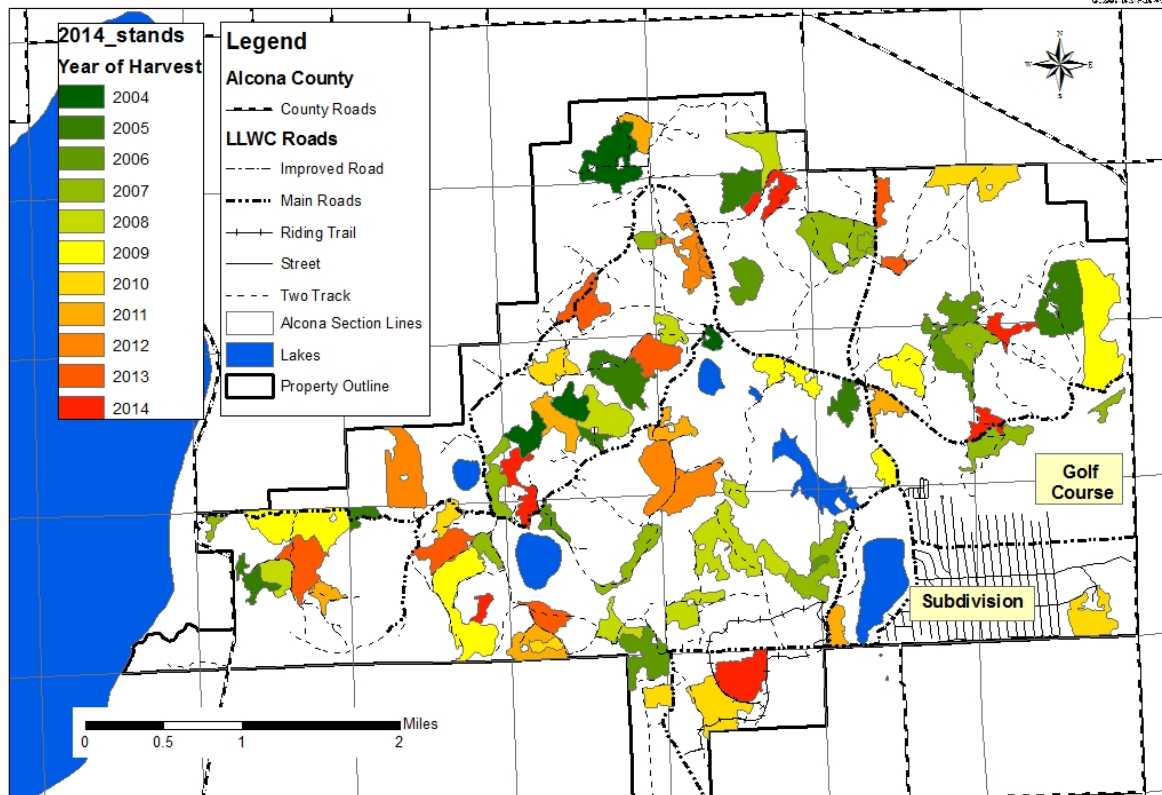 2014_stands
Year of Harvest
2004
2005
2006
2007
2008
2009
2010
2011
2012
2013
2014
Legend
Alcona County
County Roads
LLWC Roads
Improved Road
Main Roads
Riding Trail
Street
Two Track
Alcona Section Lines
Lakes
Property Outline
N
W
E
S
Golf
Course
Subdivision
Miles
0
0.5
1
2